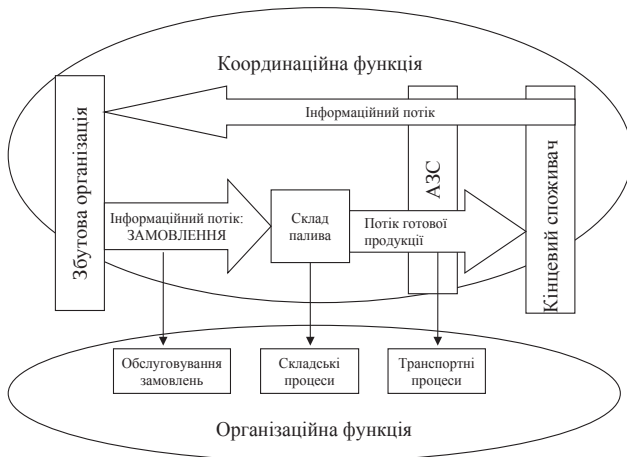 Координаційна функція
Збутова організація
Інформаційний потік
АЗС
Кінцевий споживач
Інформаційний потік:
ЗАМОВЛЕННЯ
Склад
палива
Потік готової
продукції
Обслуговування
замовлень
Складські
процеси
Транспортні
процеси
Організаційна функція